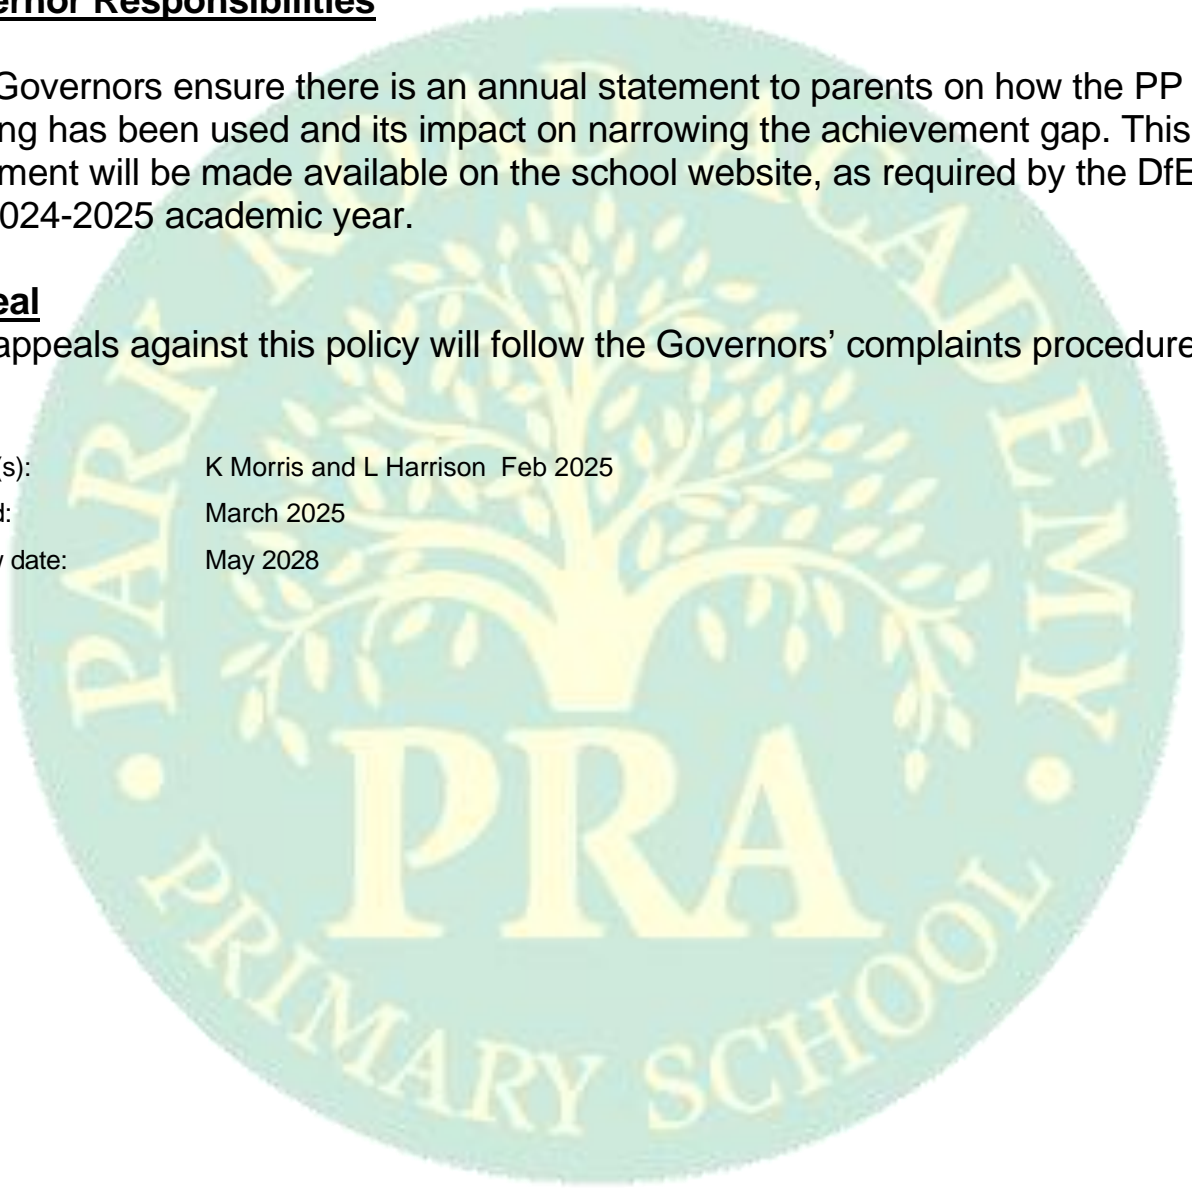 ernor Responsibilities
Governors ensure there is an annual statement to parents on how the PP
ng has been used and its impact on narrowing the achievement gap. This
ment will be made available on the school website, as required by the DfE
024-2025 academic year.
eal
appeals against this policy will follow the Governors’ complaints procedure
(s): K Morris and L Harrison Feb 2025
d: March 2025
w date: May 2028
PARR ROAD ACADEMY
PRA
PRIMARY SCHOOL